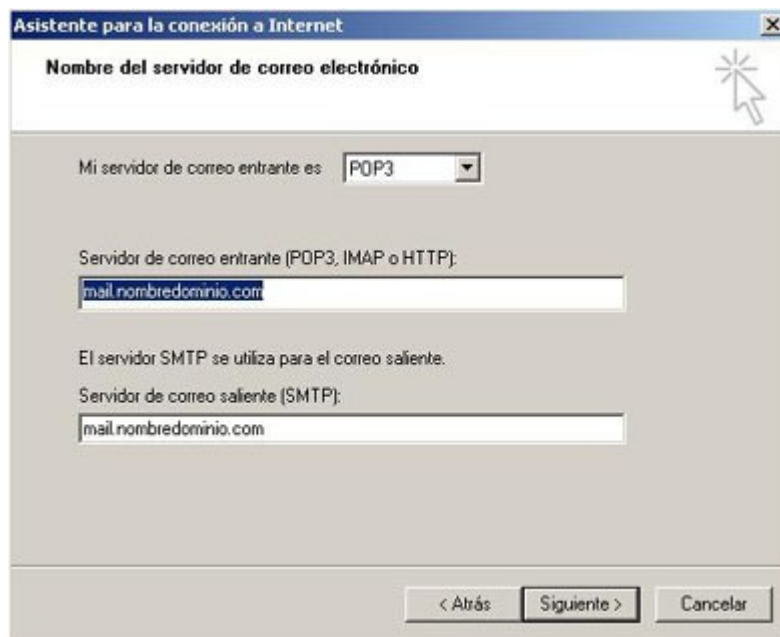 Asistente para la conexión a Internet
Nombre del servidor de correo electrónico
Mi servidor de correo entrante es POP3
Servidor de correo entrante (POP3, IMAP o HTTP):
mail.nombredominio.com
El servidor SMTP se utiliza para el correo saliente.
Servidor de correo saliente (SMTP):
mail.nombredominio.com
< Atrás Siguiente > Cancelar